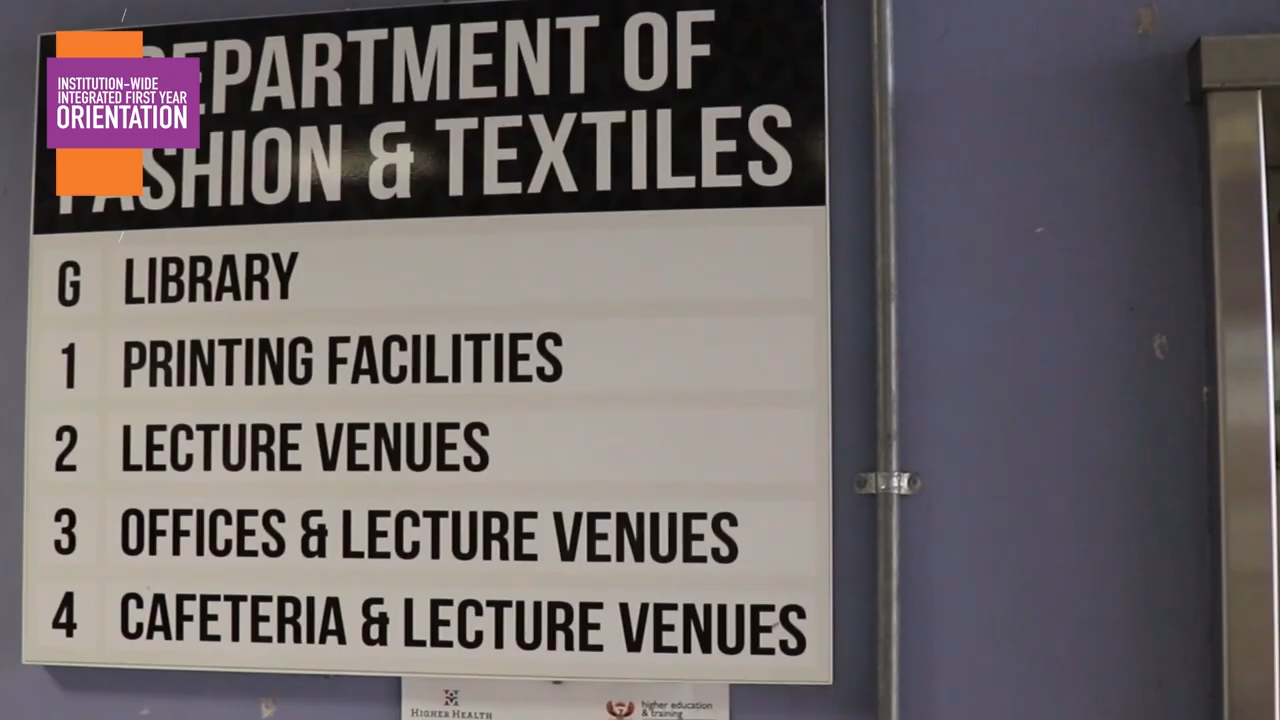 INSTITUTION-WIDE
INTEGRATED FIRST YEAR
ORIENTATION
DEPARTMENT OF
FASHION & TEXTILES
G LIBRARY
1 PRINTING FACILITIES
2 LECTURE VENUES
3 OFFICES & LECTURE VENUES
4 CAFETERIA & LECTURE VENUES
HIGHER HEALTH
higher education
& training